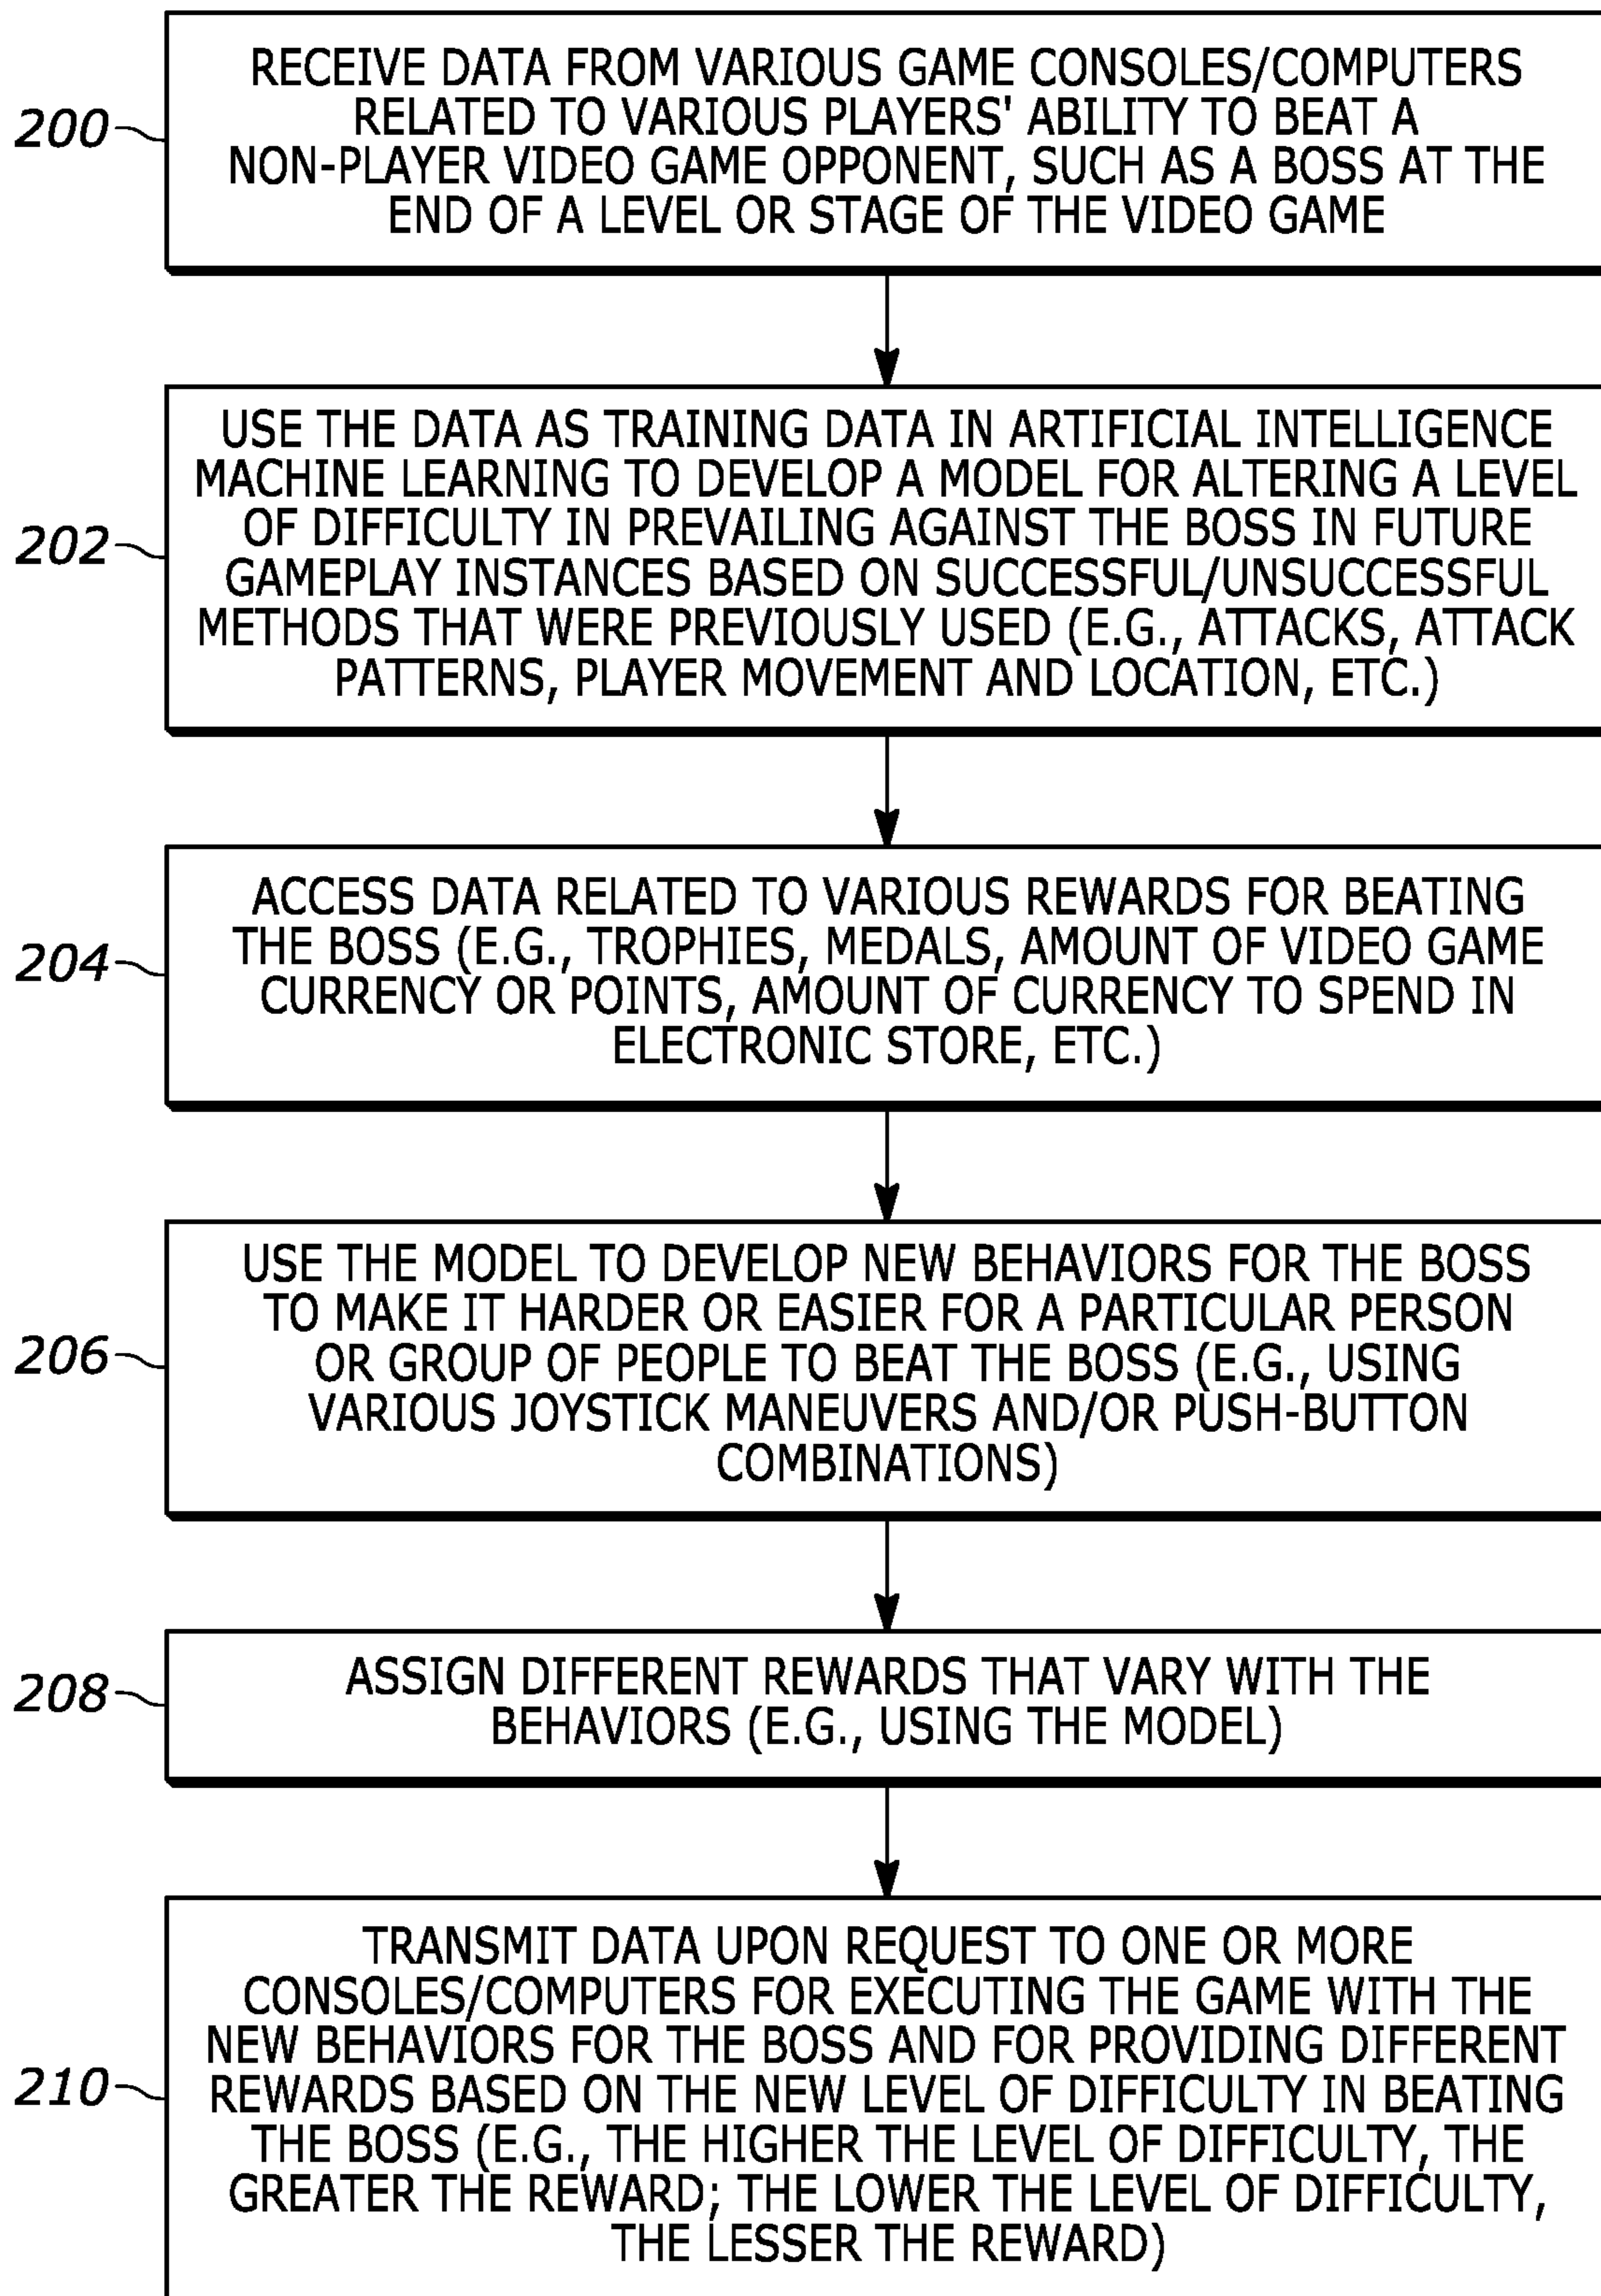 RECEIVE DATA FROM VARIOUS GAME CONSOLES/COMPUTERS
RELATED TO VARIOUS PLAYERS' ABILITY TO BEAT A
200
NON-PLAYER VIDEO GAME OPPONENT, SUCH AS A BOSS AT THE
END OF A LEVEL OR STAGE OF THE VIDEO GAME
USE THE DATA AS TRAINING DATA IN ARTIFICIAL INTELLIGENCE
MACHINE LEARNING TO DEVELOP A MODEL FOR ALTERING A LEVEL
OF DIFFICULTY IN PREVAILING AGAINST THE BOSS IN FUTURE
202
GAMEPLAY INSTANCES BASED ON SUCCESSFUL/UNSUCCESSFUL
METHODS THAT WERE PREVIOUSLY USED (E.G., ATTACKS, ATTACK
PATTERNS, PLAYER MOVEMENT AND LOCATION, ETC.)
ACCESS DATA RELATED TO VARIOUS REWARDS FOR BEATING
THE BOSS (E.G., TROPHIES, MEDALS, AMOUNT OF VIDEO GAME
204
CURRENCY OR POINTS, AMOUNT OF CURRENCY TO SPEND IN
ELECTRONIC STORE, ETC.)
USE THE MODEL TO DEVELOP NEW BEHAVIORS FOR THE BOSS
TO MAKE IT HARDER OR EASIER FOR A PARTICULAR PERSON
206
OR GROUP OF PEOPLE TO BEAT THE BOSS (E.G., USING
VARIOUS JOYSTICK MANEUVERS AND/OR PUSH-BUTTON
COMBINATIONS)
ASSIGN DIFFERENT REWARDS THAT VARY WITH THE
208
BEHAVIORS (E.G., USING THE MODEL)
TRANSMIT DATA UPON REQUEST TO ONE OR MORE
CONSOLES/COMPUTERS FOR EXECUTING THE GAME WITH THE
NEW BEHAVIORS FOR THE BOSS AND FOR PROVIDING DIFFERENT
210
REWARDS BASED ON THE NEW LEVEL OF DIFFICULTY IN BEATING
THE BOSS (E.G., THE HIGHER THE LEVEL OF DIFFICULTY, THE
GREATER THE REWARD; THE LOWER THE LEVEL OF DIFFICULTY,
THE LESSER THE REWARD)